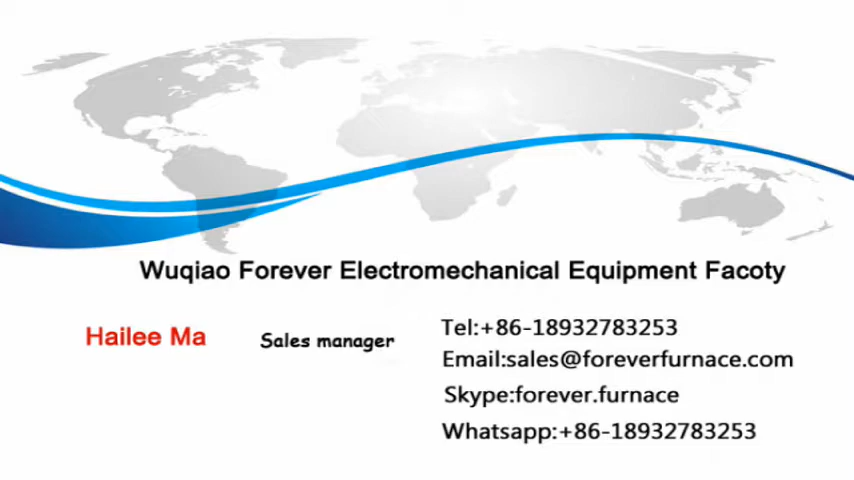 Wuqiao Forever Electromechanical Equipment Facoty
Hailee Ma
Sales manager
Tel:+86-18932783253
Email:sales@foreverfurnace.com
Skype:forever.furnace
Whatsapp:+86-18932783253